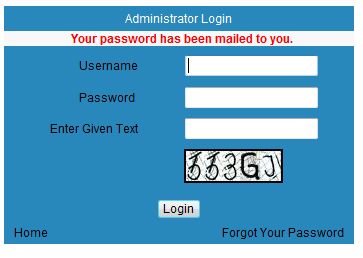 Administrator Login
Your password has been mailed to you.
Username
Password
Enter Given Text
333GJ
Login
Home Forgot Your Password